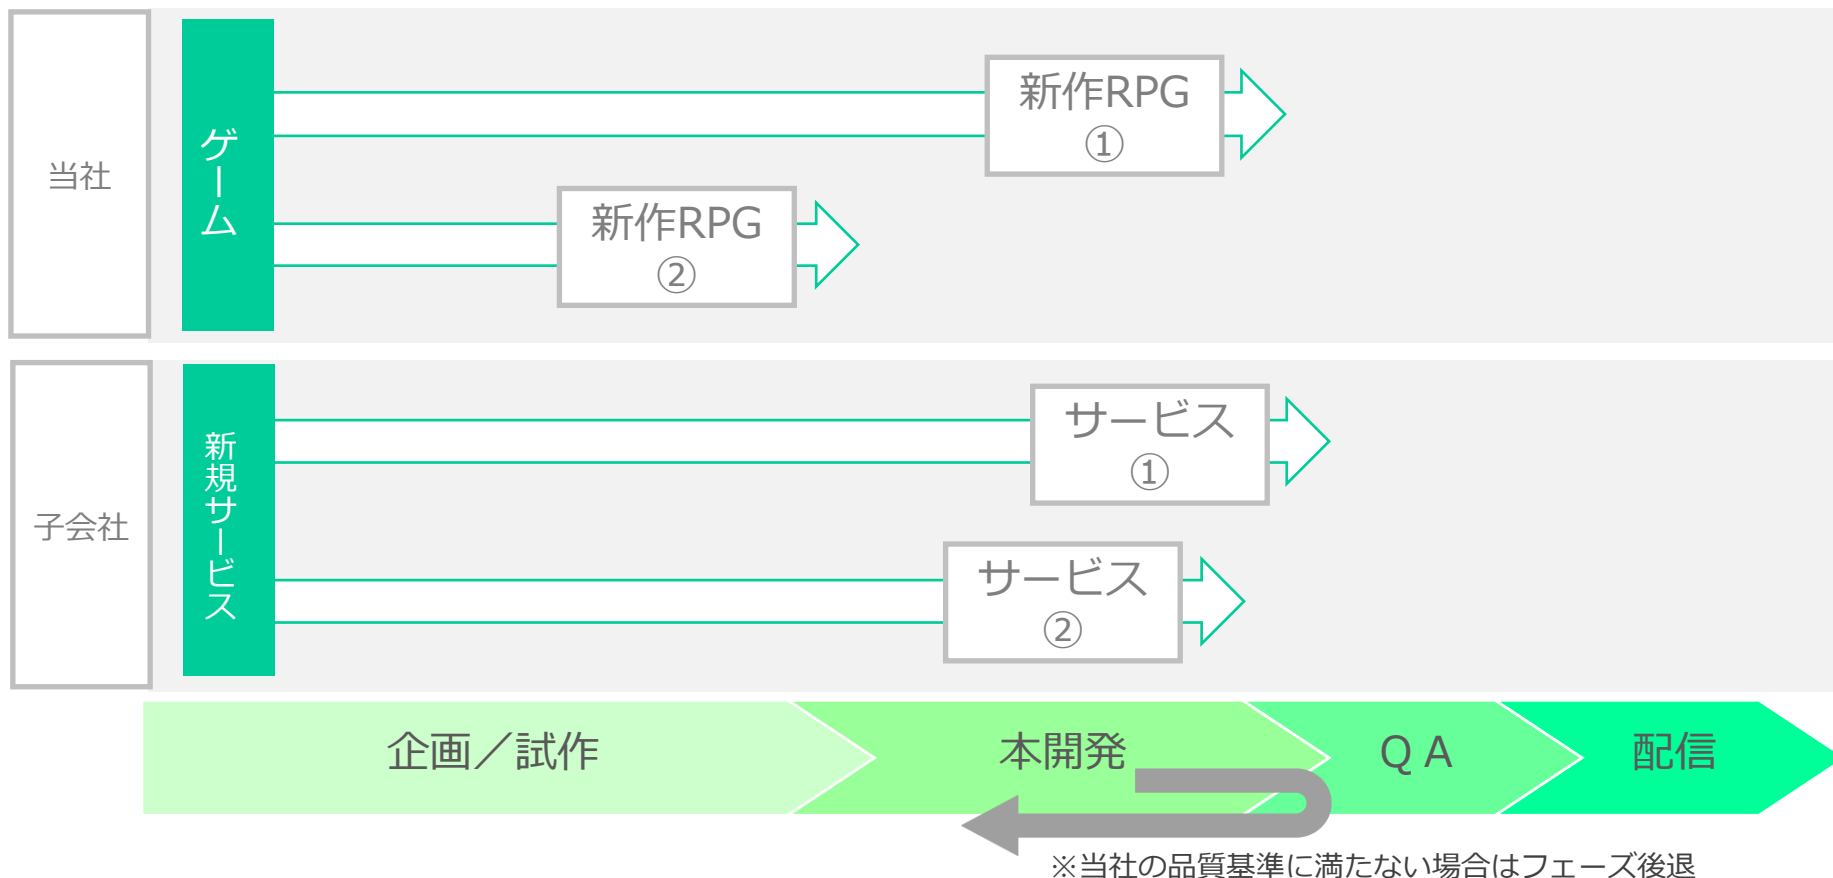 当社
ゲーム
新作RPG
①
新作RPG
②
子会社
新規サービス
サービス
①
サービス
②
企画／試作
本開発
ＱＡ
配信
※当社の品質基準に満たない場合はフェーズ後退